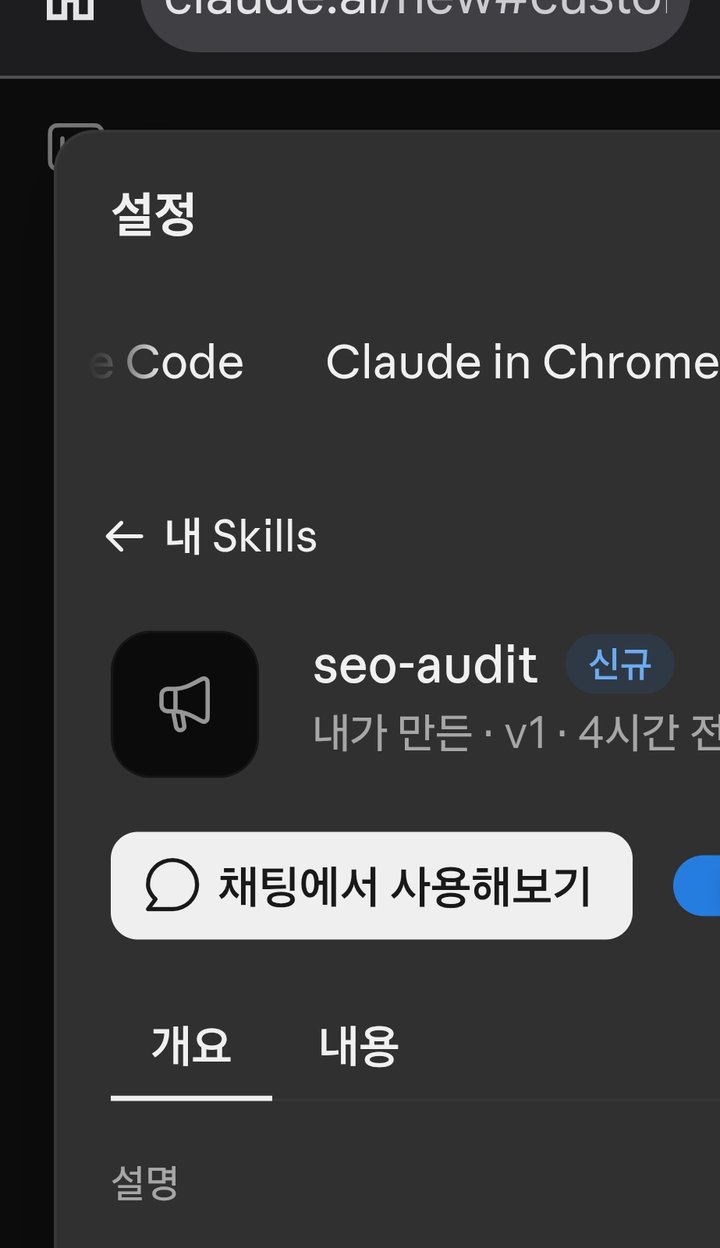 claude.ai/new#custo
설정
e Code Claude in Chrome
내 Skills
seo-audit 신규
내가 만든 · v1 · 4시간 전
채팅에서 사용해보기
개요 내용
설명